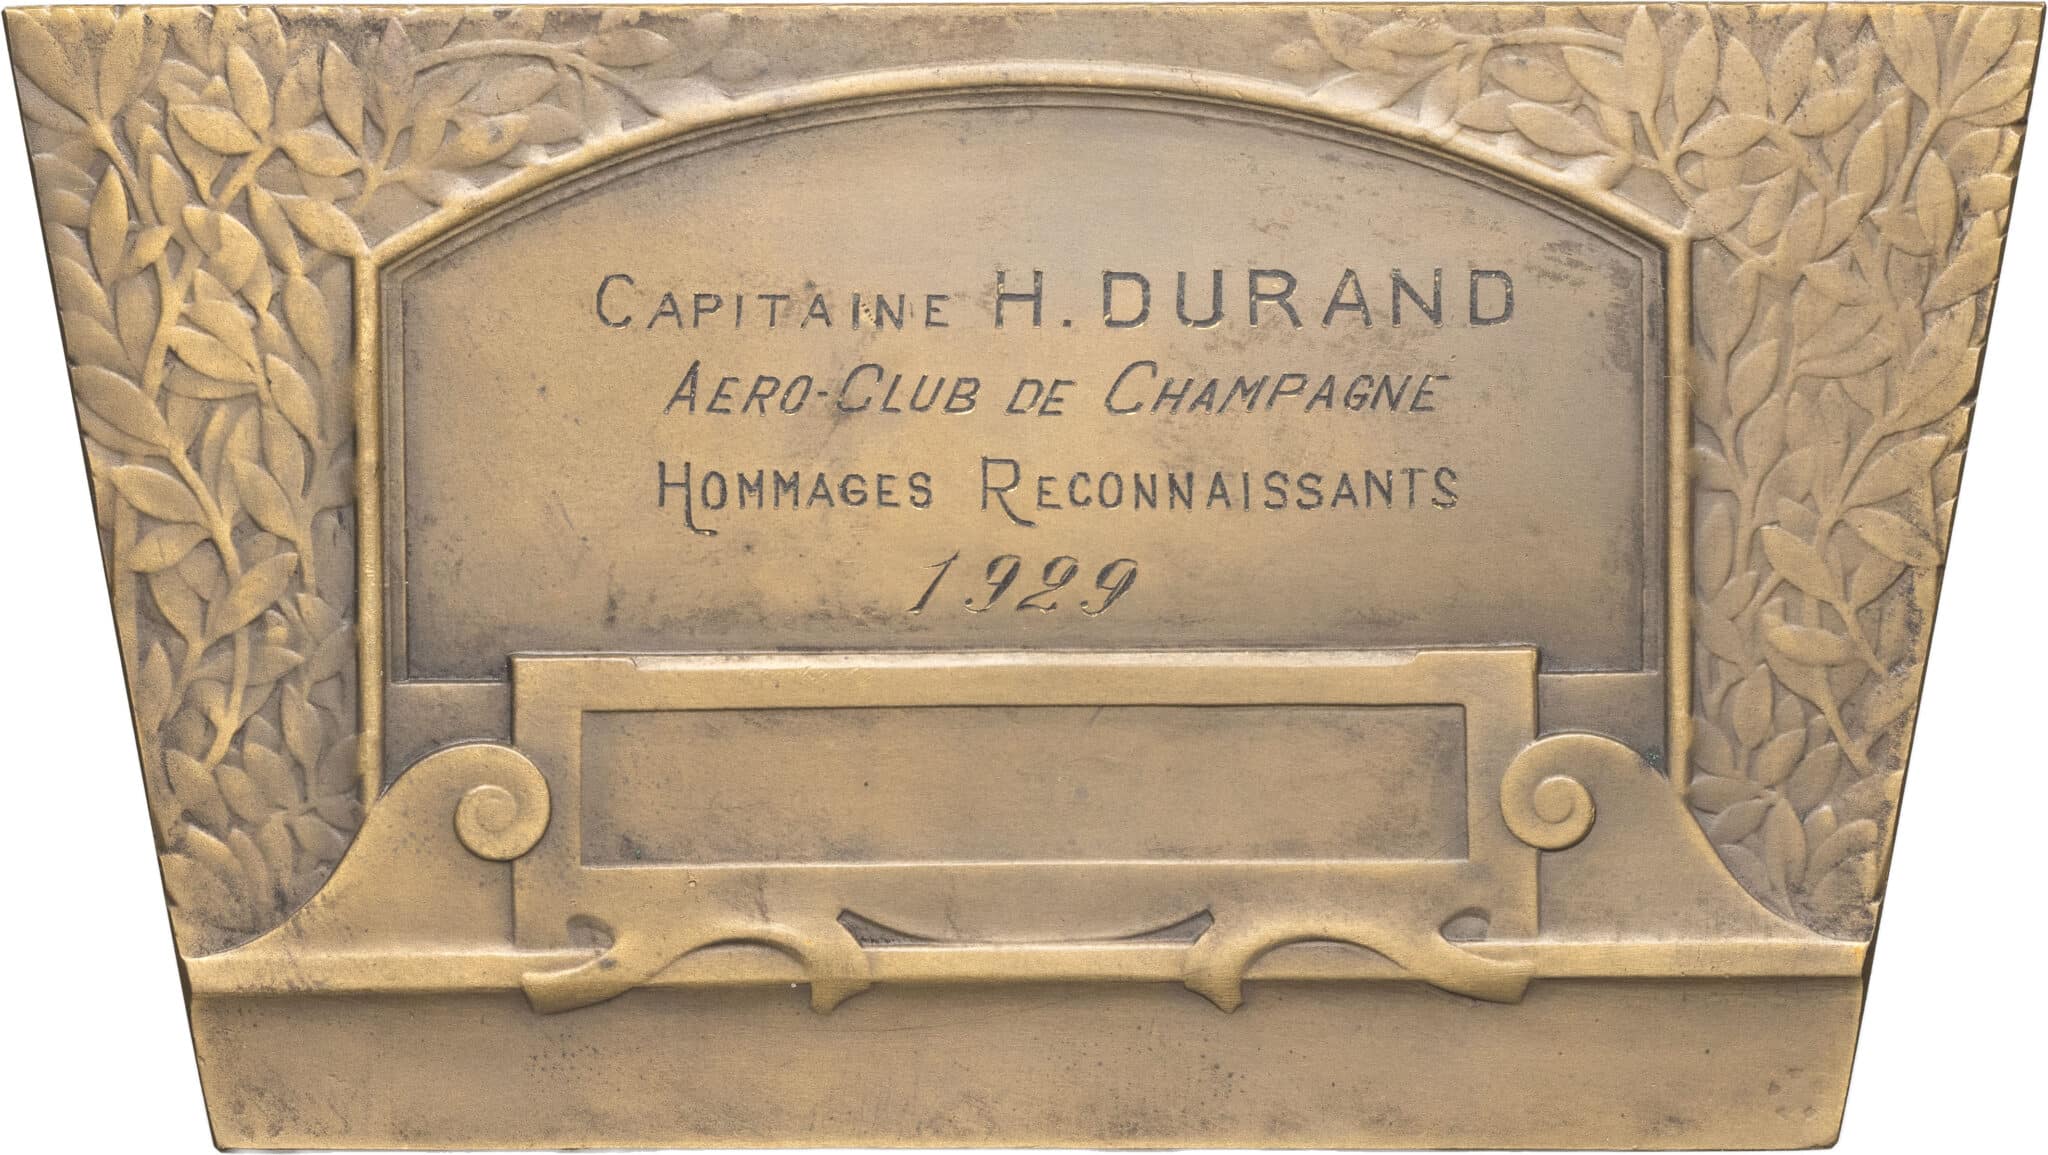 CAPITAINE H. DURAND
AERO-CLUB DE CHAMPAGNE
HOMMAGES RECONNAISSANTS
1929